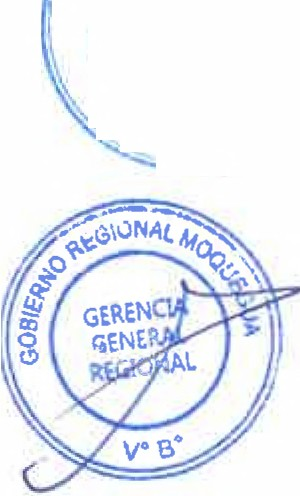 GOBIERNO REGIONAL MOQUEGUA
GERENCIA
GENERAL
REGIONAL
V° B°